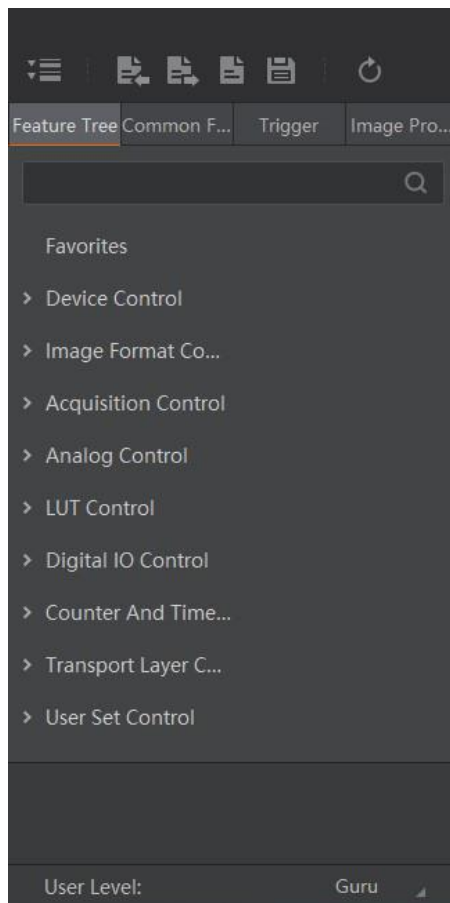 Feature Tree Common F... Trigger Image Pro...
Favorites
Device Control
Image Format Co...
Acquisition Control
Analog Control
LUT Control
Digital IO Control
Counter And Time...
Transport Layer C...
User Set Control
User Level: Guru